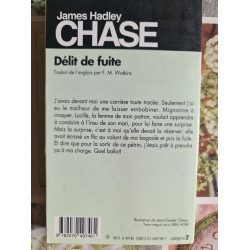 James Hadley
CHASE
Délit de fuite
Traduit de l'anglais par F. M. Watkins
J'avais devant moi une carrière toute tracée. Seulement j'ai
eu le malheur de me laisser embobiner. Mignonne à
croquer, Lucille, la femme de mon patron, voulait apprendre
à conduire à l'insu de son mari, pour lui faire une surprise.
Mais la surprise, c'est à moi qu'elle devait la réserver: elle
avait écrasé un flic au volant de ma bagnole et pris la fuite.
Et dire que pour la sortir de ce pétrin, j'étais prêt à prendre
ça à ma charge. Quel ballot!
catégorie 2